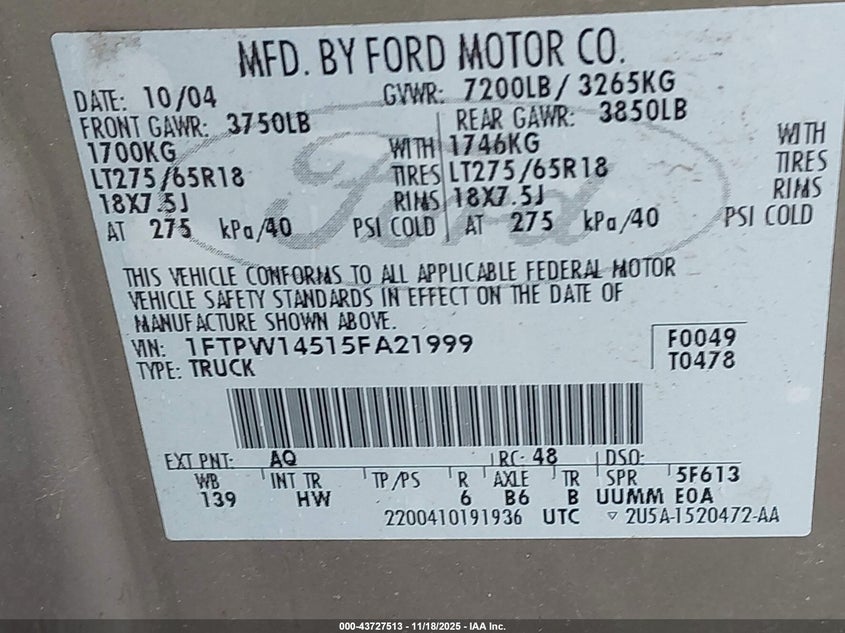 MFD. BY FORD MOTOR CO.
DATE: 10/04 GVWR: 7200LB / 3265KG
FRONT GAWR: 3750LB REAR GAWR: 3850LB
1700KG WITH 1746KG WITH
LT275/65R18 TIRES LT275/65R18 TIRES
18X7.5J RIMS 18X7.5J RIMS
AT 275 kPa/40 PSI COLD AT 275 kPa/40 PSI COLD
Ford
THIS VEHICLE CONFORMS TO ALL APPLICABLE FEDERAL MOTOR
VEHICLE SAFETY STANDARDS IN EFFECT ON THE DATE OF
MANUFACTURE SHOWN ABOVE.
VIN: 1FTPW14515FA21999 F0049
TYPE: TRUCK T0478
EXT PNT: AQ RC: 48 DSO:
WB INT TR TP/PS R AXLE TR SPR 5F613
139 HW 6 B6 B UUMM E0A
2200410191936 UTC ▽ 2U5A-1520472-AA
000-43727513 - 11/18/2025 - IAA Inc.